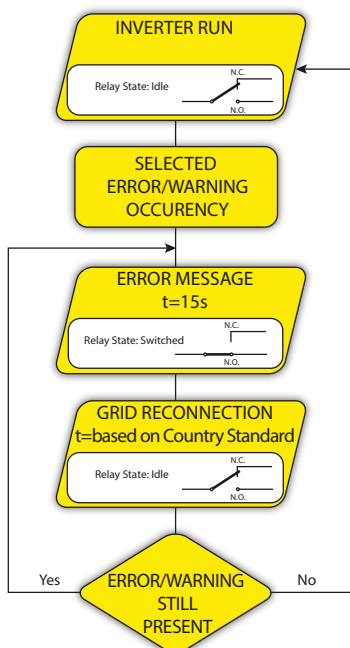 INVERTER RUN
N.C.
Relay State: Idle
N.O.
SELECTED
ERROR/WARNING
OCCURENCY
ERROR MESSAGE
t=15s
N.C.
Relay State: Switched
N.O.
GRID RECONNECTION
t=based on Country Standard
N.C.
Relay State: Idle
N.O.
Yes
ERROR/WARNING
No
STILL
PRESENT